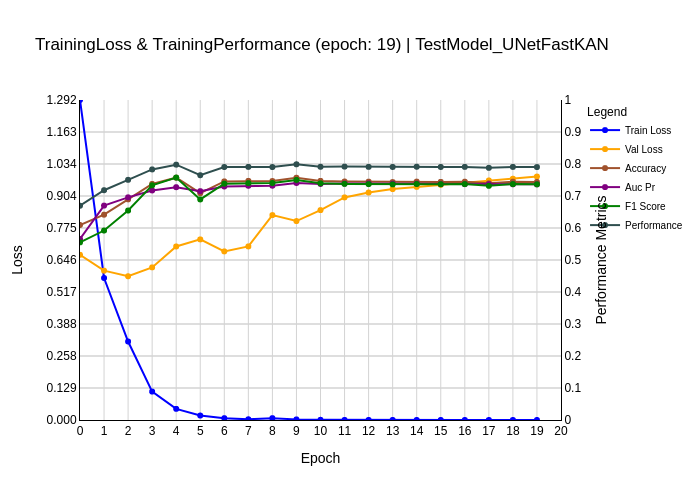 TrainingLoss & TrainingPerformance (epoch: 19) | TestModel_UNetFastKAN
1.292
1.163
1.034
0.904
0.775
0.646
0.517
0.388
0.258
0.129
0.000
Loss
1
0.9
0.8
0.7
0.6
0.5
0.4
0.3
0.2
0.1
0
Performance Metrics
Legend
Train Loss
Val Loss
Accuracy
Auc Pr
F1 Score
Performance
0 1 2 3 4 5 6 7 8 9 10 11 12 13 14 15 16 17 18 19 20
Epoch